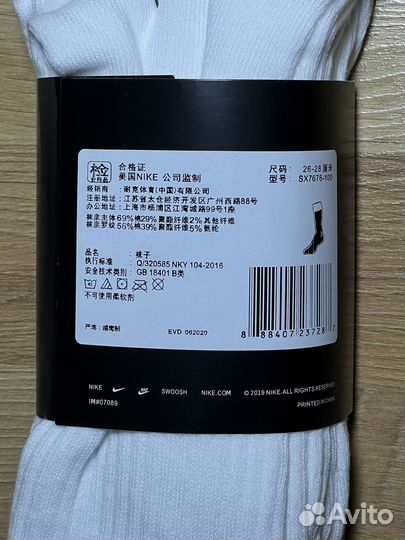 检
合格证
美国NIKE 公司监制
尺码: 26-28厘米
型号: SX7676-100
经销商: 耐克体育(中国)有限公司
注册地址: 江苏省太仓经济开发区广州西路88号
办公地址: 上海市杨浦区江湾城路99号1座
袜底主体69%棉29%聚酯纤维2%其他纤维
袜底罗纹56%棉39%聚酯纤维5%氨纶
品名: 袜子
执行标准: Q/320585 NKY 104-2016
安全技术类别: GB 18401 B类
不可使用柔软剂
产地: 越南制
EVD 062020
8 88407 23728 7
NIKE SWOOSH NIKE.COM © 2019 NIKE. ALL RIGHTS RESERVED
IM#07089 PRINTED IN CHINA
Avito